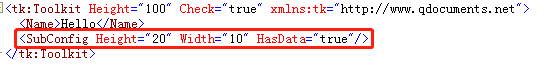 <tk:Toolkit Height="100" Check="true" xmlns:tk="http://www.qdocuments.net">
<Name>Hello</Name>
<SubConfig Height="20" Width="10" HasData="true"/>
</tk:Toolkit>